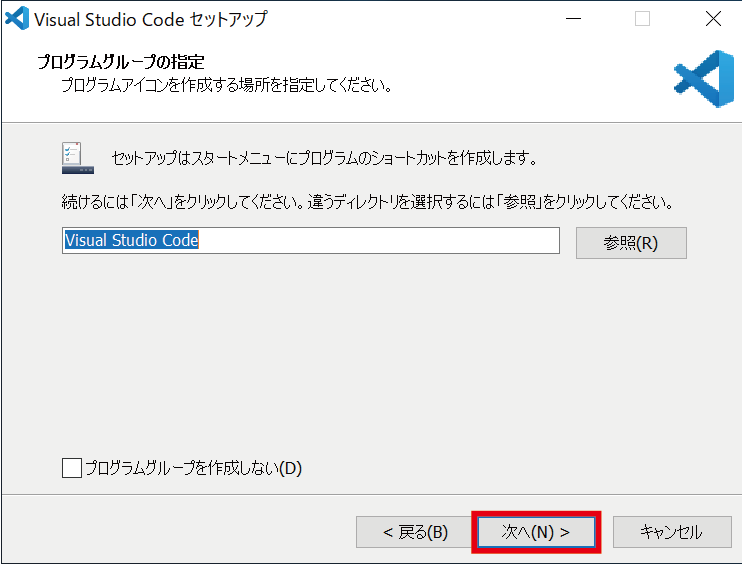 Visual Studio Code セットアップ
プログラムグループの指定
プログラムアイコンを作成する場所を指定してください。
セットアップはスタートメニューにプログラムのショートカットを作成します。
続けるには「次へ」をクリックしてください。違うディレクトリを選択するには「参照」をクリックしてください。
Visual Studio Code
参照(R)
プログラムグループを作成しない(D)
< 戻る(B)
次へ(N) >
キャンセル